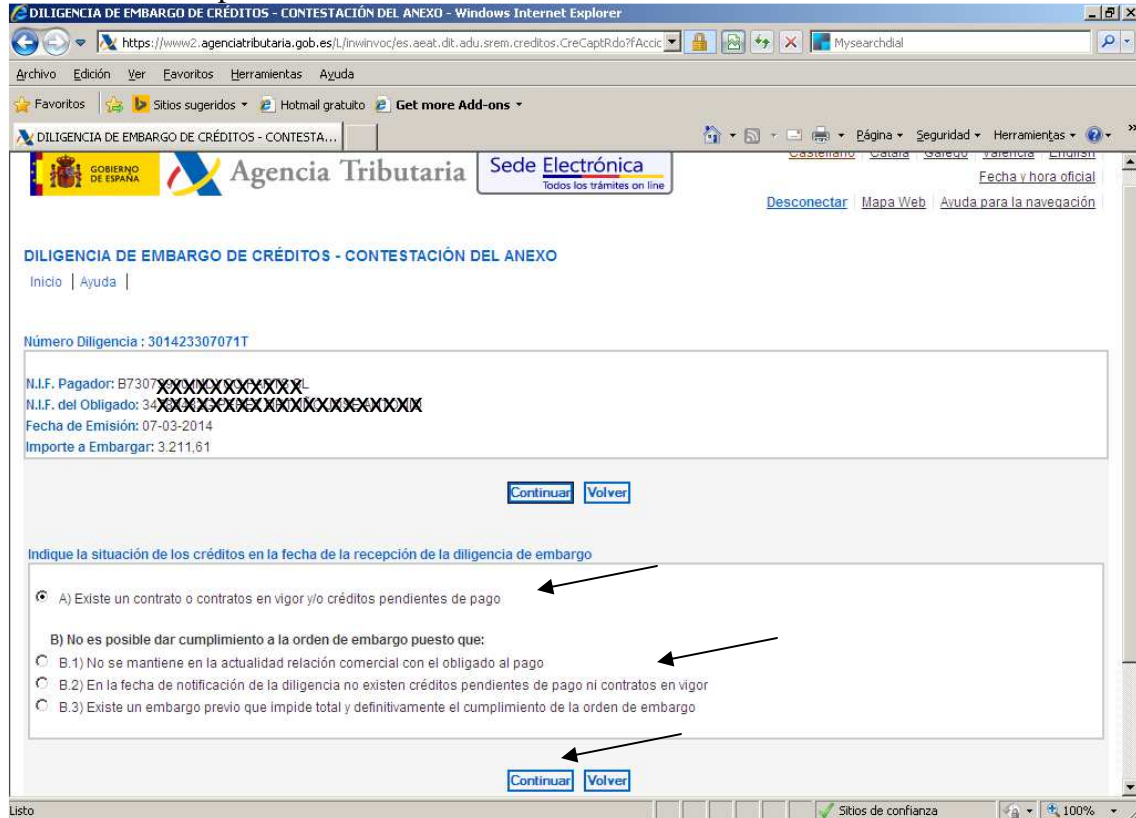 DILIGENCIA DE EMBARGO DE CRÉDITOS - CONTESTACIÓN DEL ANEXO - Windows Internet Explorer
https://www2.agenciatributaria.gob.es/L/inwinvoc/es.aeat.dit.adu.srem.creditos.CreCaptRdo?fAccic
Mysearchdial
Archivo Edición Ver Favoritos Herramientas Ayuda
Favoritos Sitios sugeridos Hotmail gratuito Get more Add-ons
DILIGENCIA DE EMBARGO DE CRÉDITOS - CONTESTA... Página Seguridad Herramientas »
GOBIERNO DE ESPAÑA Agencia Tributaria Sede Electrónica
Todos los trámites on line
Castellano Català Galego Valencià English
Fecha y hora oficial
Desconectar Mapa Web Ayuda para la navegación
DILIGENCIA DE EMBARGO DE CRÉDITOS - CONTESTACIÓN DEL ANEXO
Inicio | Ayuda |
Número Diligencia : 301423307071T
N.I.F. Pagador: B7307 XXXXXXXXXXX L
N.I.F. del Obligado: 34
Fecha de Emisión: 07-03-2014
Importe a Embargar: 3.211,61
Continuar Volver
Indique la situación de los créditos en la fecha de la recepción de la diligencia de embargo
A) Existe un contrato o contratos en vigor y/o créditos pendientes de pago
B) No es posible dar cumplimiento a la orden de embargo puesto que:
B.1) No se mantiene en la actualidad relación comercial con el obligado al pago
B.2) En la fecha de notificación de la diligencia no existen créditos pendientes de pago ni contratos en vigor
B.3) Existe un embargo previo que impide total y definitivamente el cumplimiento de la orden de embargo
Continuar Volver
Listo Sitios de confianza 100%